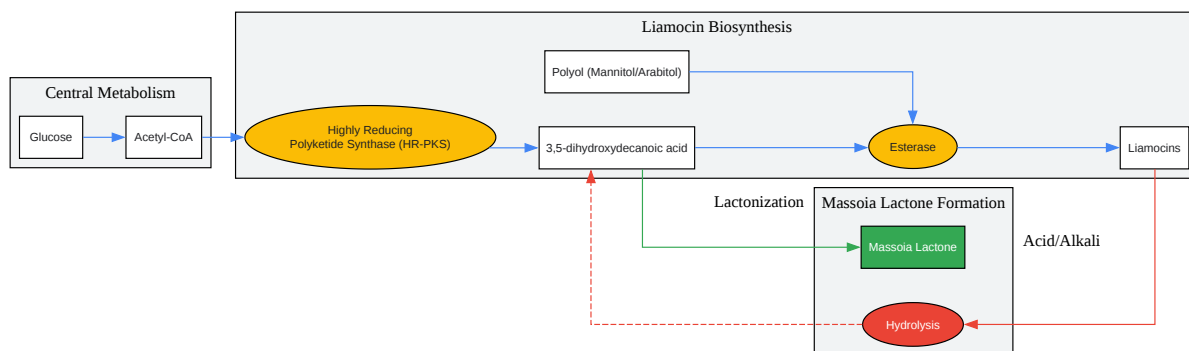 Liamocin Biosynthesis
Polyol (Mannitol/Arabitol)
Central Metabolism
Glucose
Acetyl-CoA
Highly Reducing
Polyketide Synthase (HR-PKS)
3,5-dihydroxydecanoic acid
Esterase
Liamocins
Lactonization
Massoia Lactone Formation
Massoia Lactone
Acid/Alkali
Hydrolysis